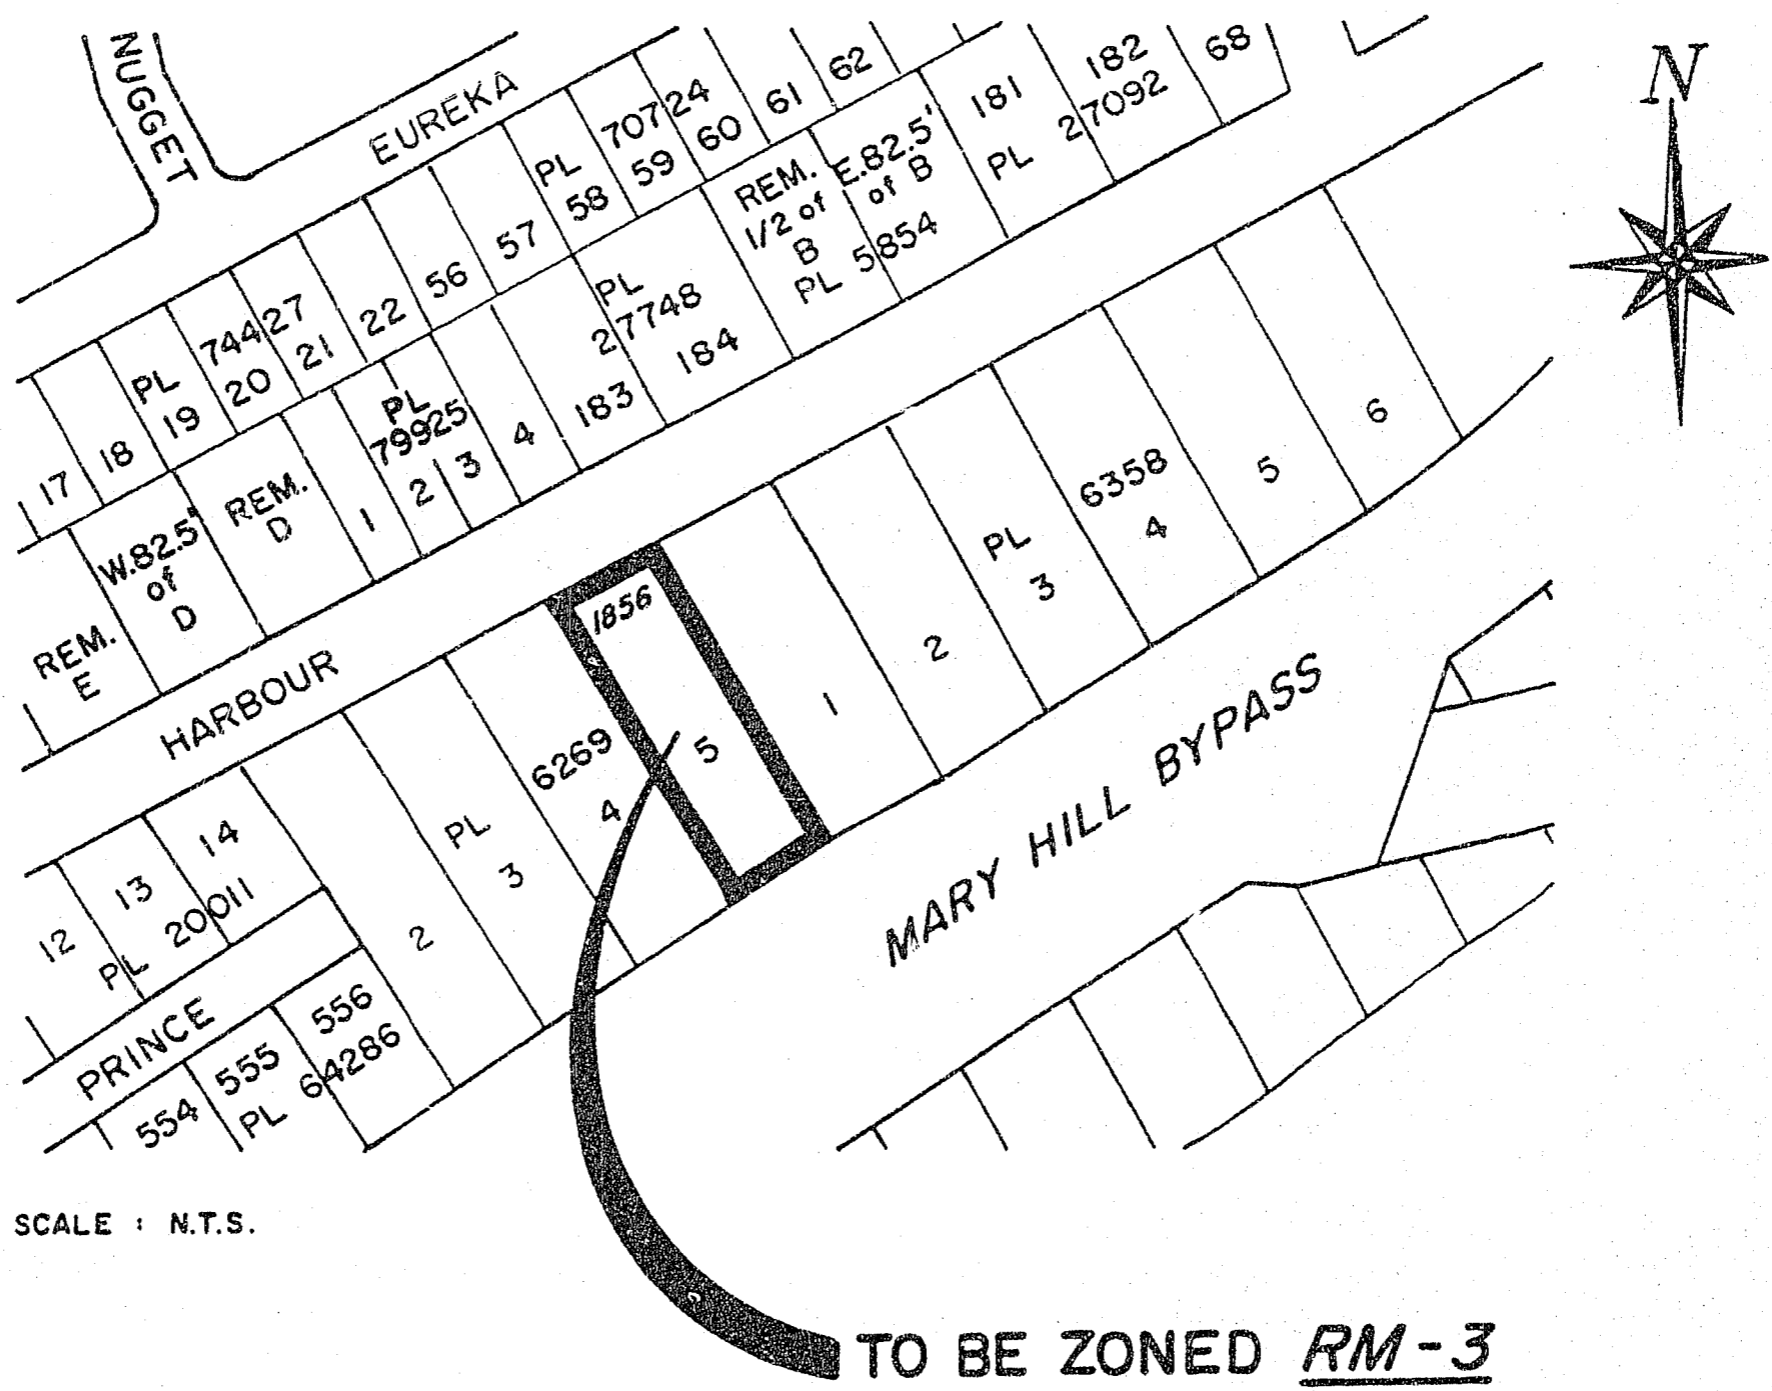 N
NUGGET
EUREKA
17
18
PL 74427
19
20
21
22
56
57
PL 70724
58
59
60
61
62
REM.
1/2 of
B
E.82.5'
of B
PL 5854
181
182
68
PL 27092
REM.
E
W.82.5'
of
D
REM.
D
1
PL
79925
2
3
4
PL
27748
183
184
HARBOUR
12
13
14
PL 20011
PRINCE
554
555
556
PL 64286
2
PL 6269
3
4
1856
5
1
2
PL 6358
3
4
5
6
MARY HILL BYPASS
SCALE : N.T.S.
TO BE ZONED RM-3